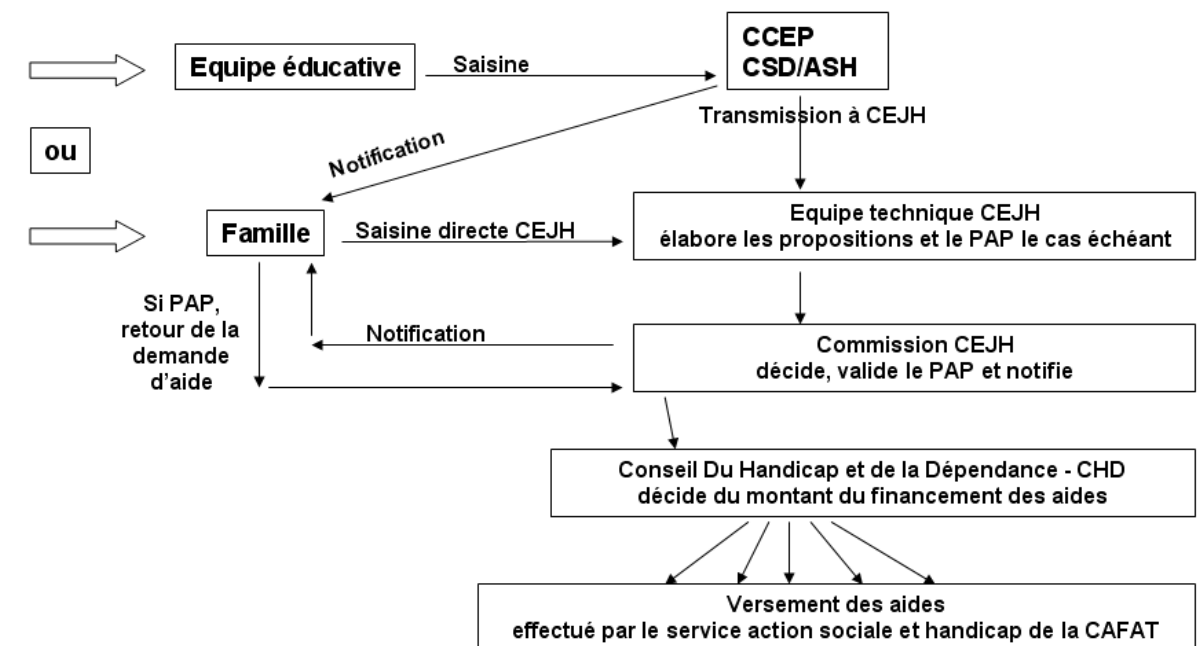 CCEP
CSD/ASH
Equipe éducative
Saisine
Transmission à CEJH
ou
Notification
Famille
Saisine directe CEJH
Equipe technique CEJH
élabore les propositions et le PAP le cas échéant
Si PAP,
retour de la
demande
d'aide
Notification
Commission CEJH
décide, valide le PAP et notifie
Conseil Du Handicap et de la Dépendance - CHD
décide du montant du financement des aides
Versement des aides
effectué par le service action sociale et handicap de la CAFAT